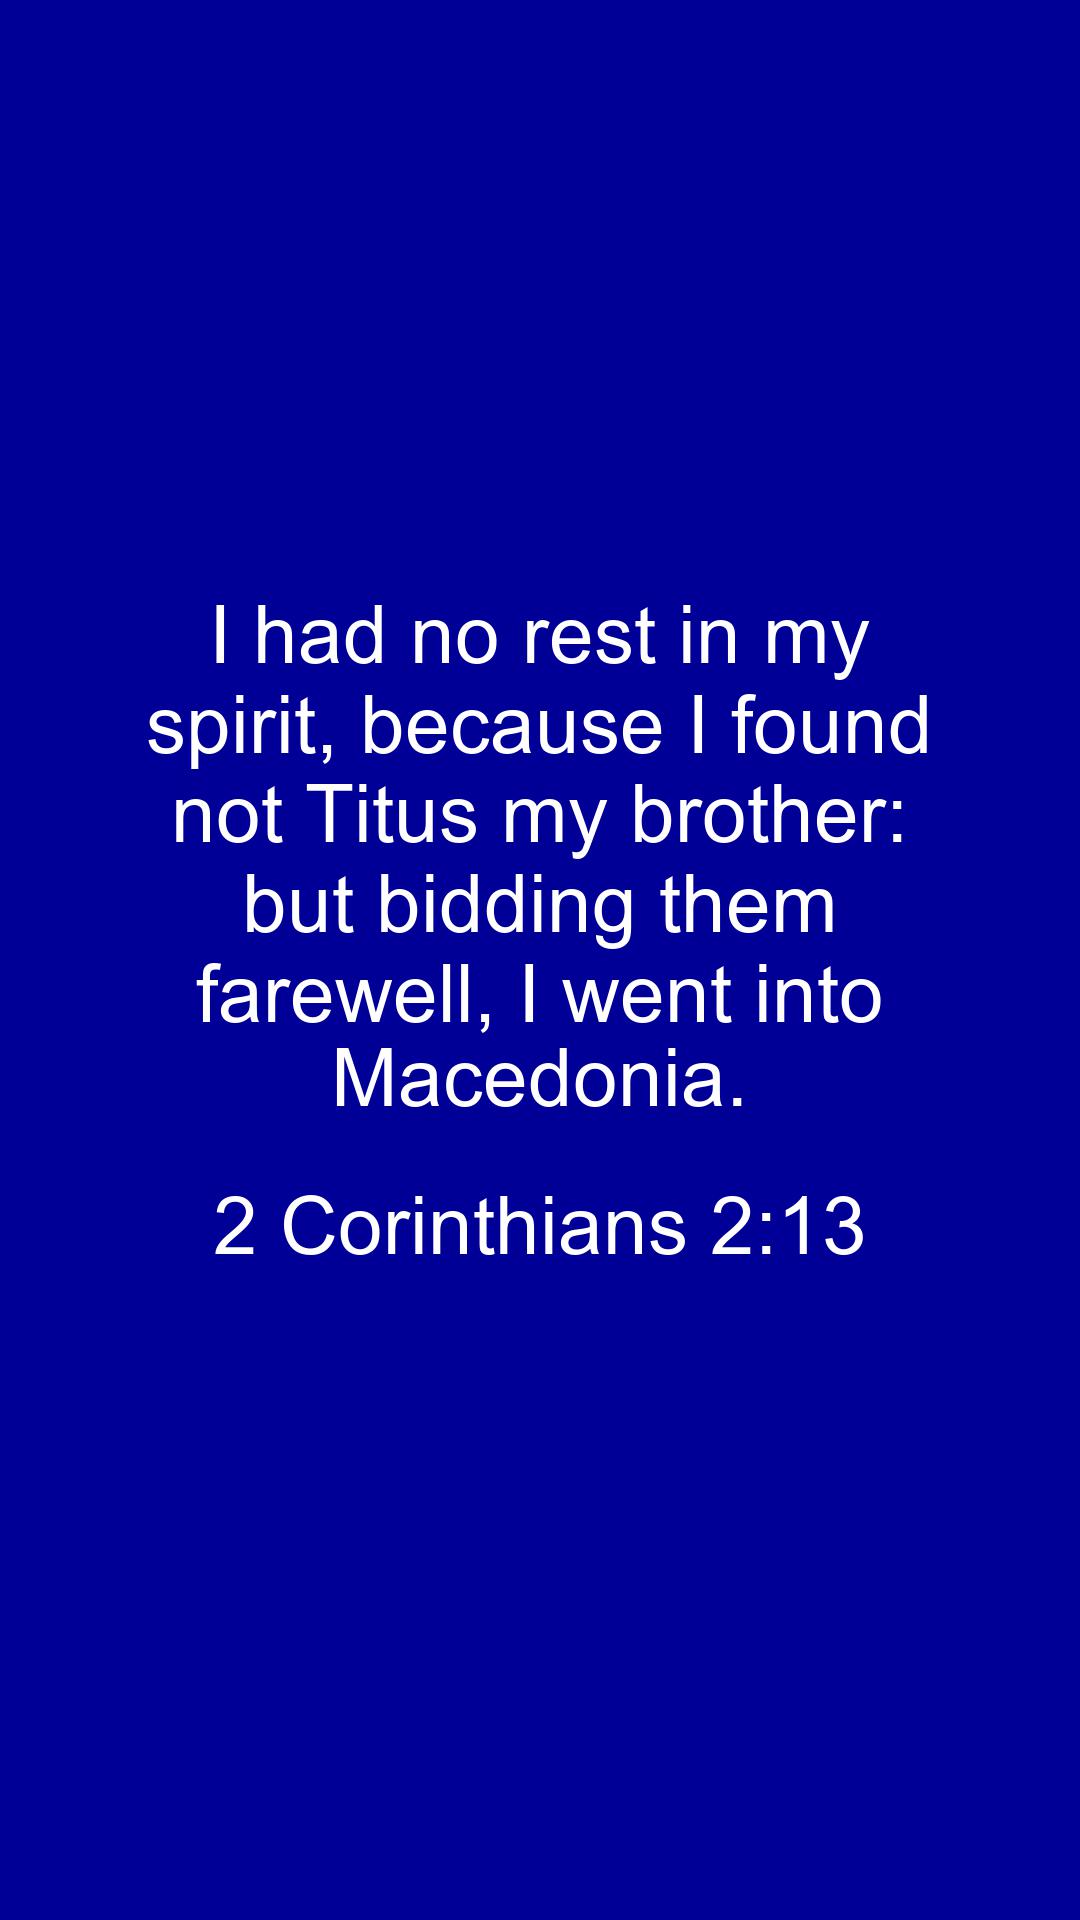 I had no rest in my
spirit, because I found
not Titus my brother:
but bidding them
farewell, I went into
Macedonia.
2 Corinthians 2:13